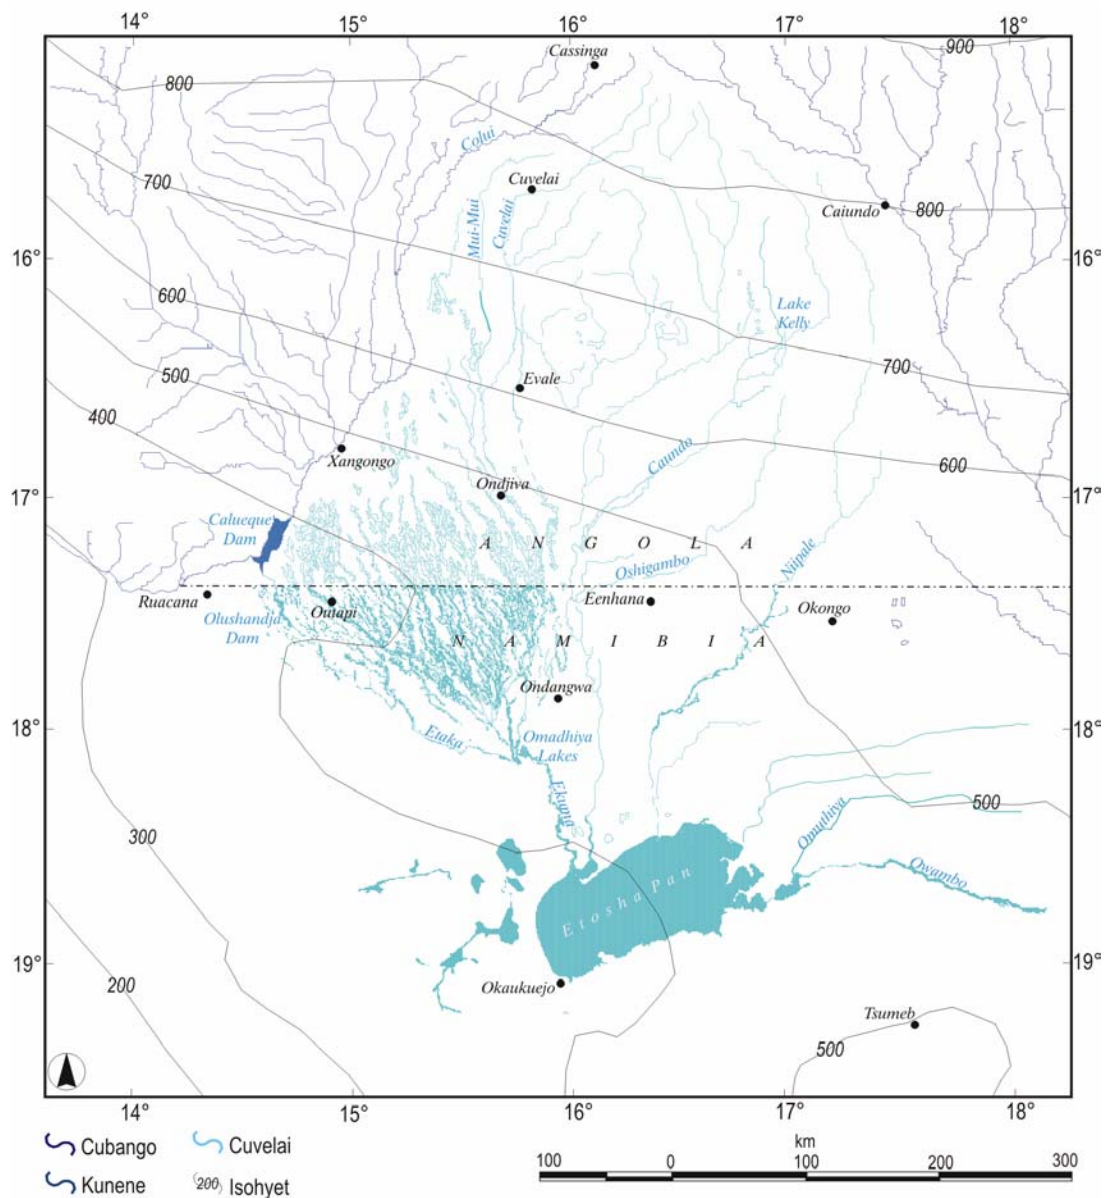 14° 15° 16° 17° 18°
Cassinga
900
800
Colui
700
Cuvelai
Mui-Mui
Cuvelai
Caiundo
800
16°
16°
600
Lake
Kelly
500
Evale
700
400
Caundo
600
Xangongo
Ondjiva
17°
17°
Calueque
Dam
ANGOLA
Oshigambo
Niipale
Ruacana
Olushandja
Dam
Outapi
Eenhana
Okongo
NAMIBIA
Ondangwa
18°
18°
Etaka
Omadhiya
Lakes
Ekuma
500
Omuthiya
300
Owambo
Etosha pan
19°
19°
200
Okaukuejo
Tsumeb
500
14° 15° 16° 17° 18°
Cubango
Cuvelai
Kunene
(200) Isohyet
km
100 0 100 200 300